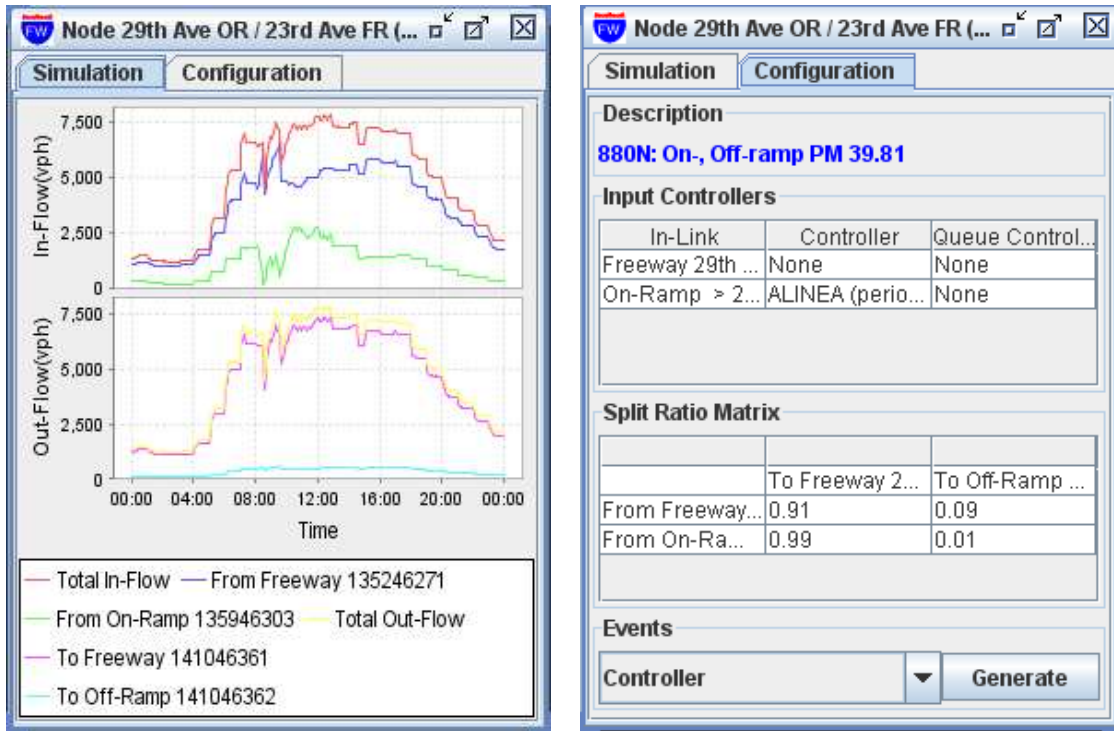 FW Node 29th Ave OR / 23rd Ave FR (...
Simulation Configuration
In-Flow(vph)
7,500
5,000
2,500
0
Out-Flow(vph)
7,500
5,000
2,500
0
00:00 04:00 08:00 12:00 16:00 20:00 00:00
Time
Total In-Flow From Freeway 135246271
From On-Ramp 135946303 Total Out-Flow
To Freeway 141046361
To Off-Ramp 141046362
FW Node 29th Ave OR / 23rd Ave FR (...
Simulation Configuration
Description
880N: On-, Off-ramp PM 39.81
Input Controllers
In-Link Controller Queue Control...
Freeway 29th ... None None
On-Ramp > 2... ALINEA (perio... None
Split Ratio Matrix
To Freeway 2... To Off-Ramp ...
From Freeway... 0.91 0.09
From On-Ra... 0.99 0.01
Events
Controller Generate